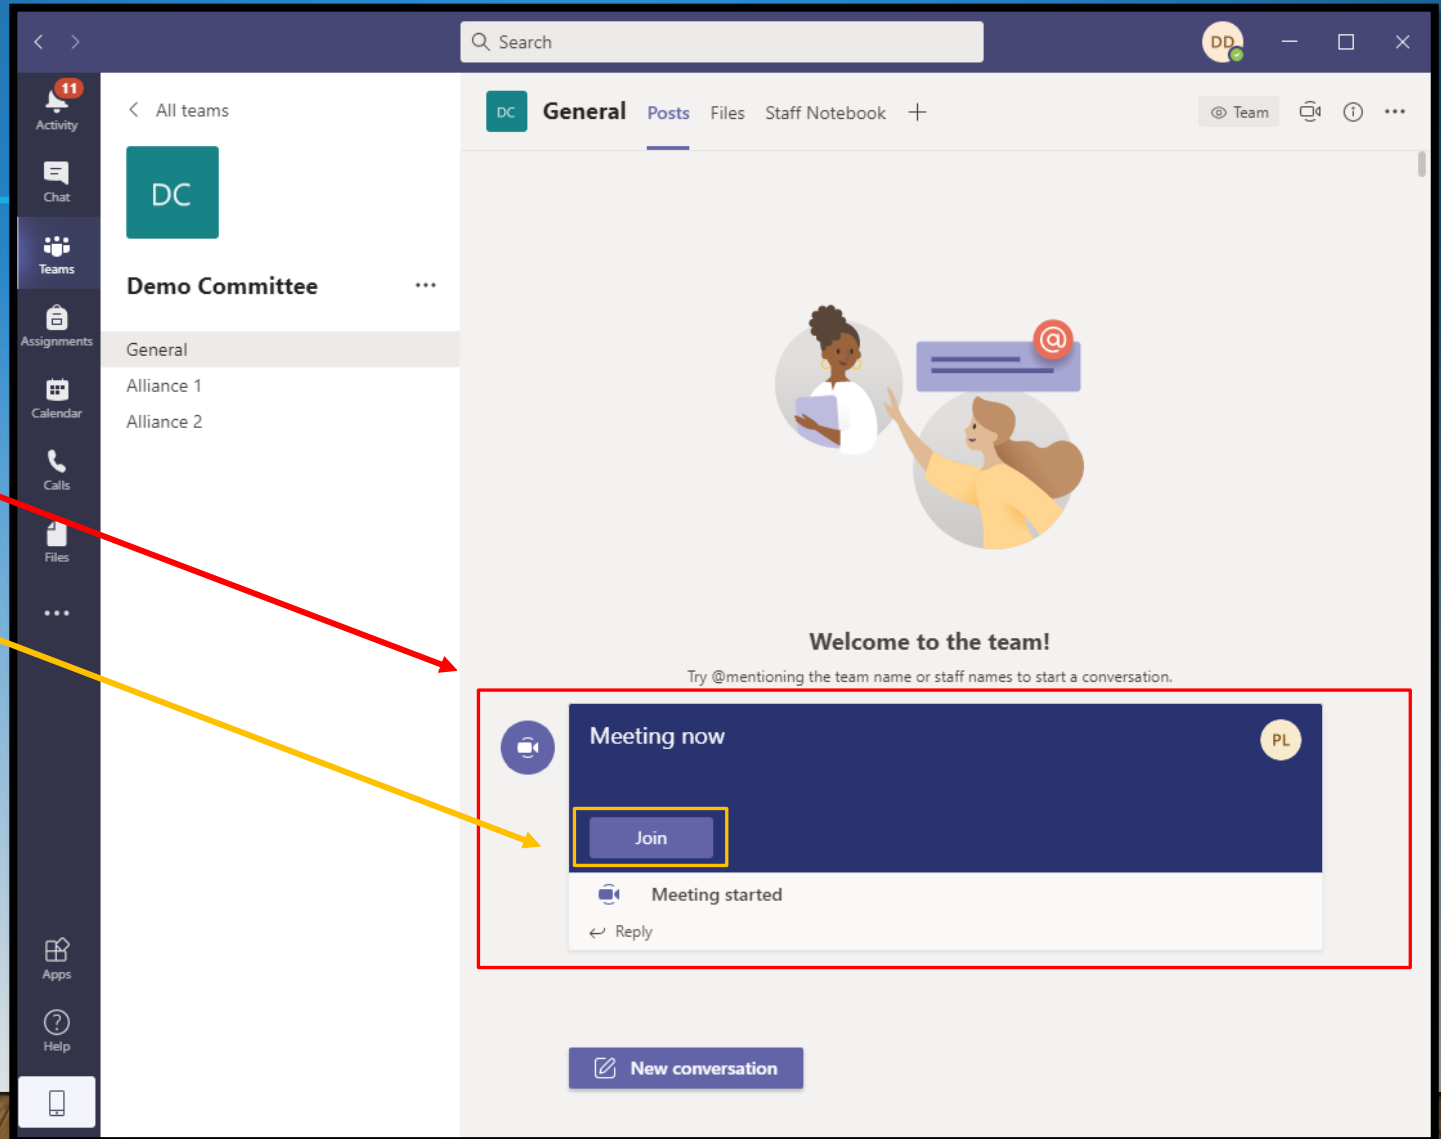 Search
DD
11
Activity
Chat
Teams
Assignments
Calendar
Calls
Files
Apps
Help
All teams
DC
Demo Committee
General
Alliance 1
Alliance 2
DC General Posts Files Staff Notebook
Team
@
Welcome to the team!
Try @mentioning the team name or staff names to start a conversation.
Meeting now
PL
Join
Meeting started
Reply
New conversation